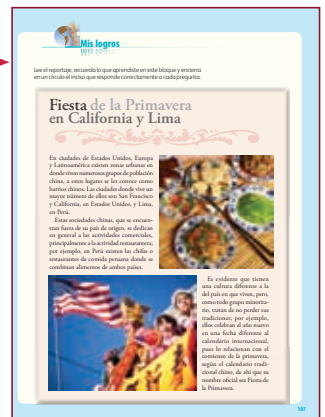 Mis logros
Lee el reportaje, recuerda lo que aprendiste en este bloque y encierra
en un círculo el inciso que responde correctamente a cada pregunta.
Fiesta de la Primavera
en California y Lima
En ciudades de Estados Unidos, Europa
y Latinoamérica existen zonas urbanas en
donde viven numerosos grupos de población
china, a estos lugares se les conoce como
barrios chinos. Las ciudades donde vive un
mayor número de ellos son San Francisco
y California, en Estados Unidos, y Lima,
en Perú.
Estas sociedades chinas, que se encuen-
tran fuera de su país de origen, se dedican
en general a las actividades comerciales,
principalmente a la actividad restaurantera;
por ejemplo, en Perú existen las chifas o
restaurantes de comida peruana donde se
combinan alimentos de ambos países.
Es evidente que tienen
una cultura diferente a la
del país en que viven, pero,
como todo grupo minorita-
rio, tratan de no perder sus
tradiciones; por ejemplo,
ellos celebran el año nuevo
en una fecha diferente al
calendario internacional,
pues lo relacionan con el
comienzo de la primavera,
según el calendario tradi-
cional chino, de ahí que su
nombre oficial sea Fiesta de
la Primavera.
187